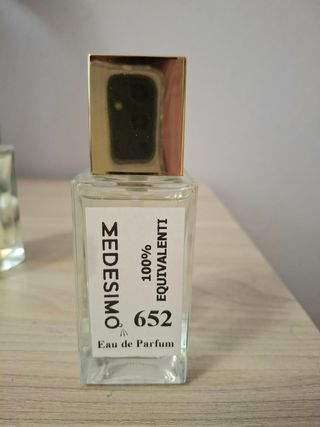 MEDESIMO
100%
EQUIVALENTI
652
Eau de Parfum